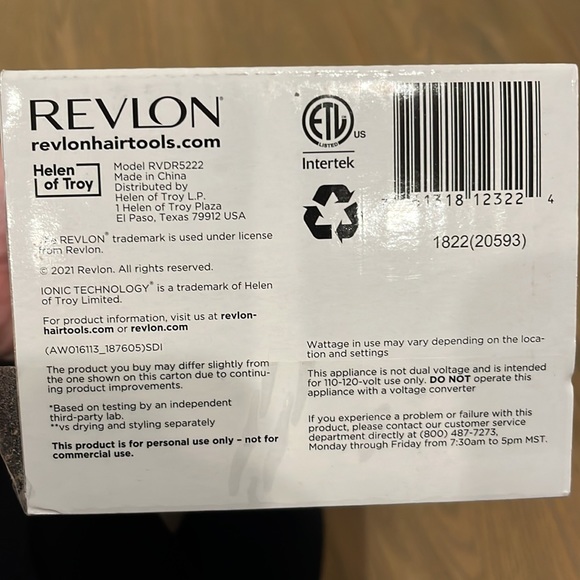 REVLON®
revlonhairtools.com
Helen
of Troy
Model RVDR5222
Made in China
Distributed by
Helen of Troy L.P.
1 Helen of Troy Plaza
El Paso, Texas 79912 USA
REVLON® trademark is used under license
from Revlon.
© 2021 Revlon. All rights reserved.
IONIC TECHNOLOGY® is a trademark of Helen
of Troy Limited.
For product information, visit us at revlon-
hairtools.com or revlon.com
(AW016113_187605)SDI
The product you buy may differ slightly from
the one shown on this carton due to continu-
ing product improvements.
*Based on testing by an independent
third-party lab.
**vs drying and styling separately
This product is for personal use only – not for
commercial use.
ETL
LISTED
US
Intertek
318 12322 4
1822(20593)
Wattage in use may vary depending on the loca-
tion and settings
This appliance is not dual voltage and is intended
for 110-120-volt use only. DO NOT operate this
appliance with a voltage converter
If you experience a problem or failure with this
product, please contact our customer service
department directly at (800) 487-7273,
Monday through Friday from 7:30am to 5pm MST.